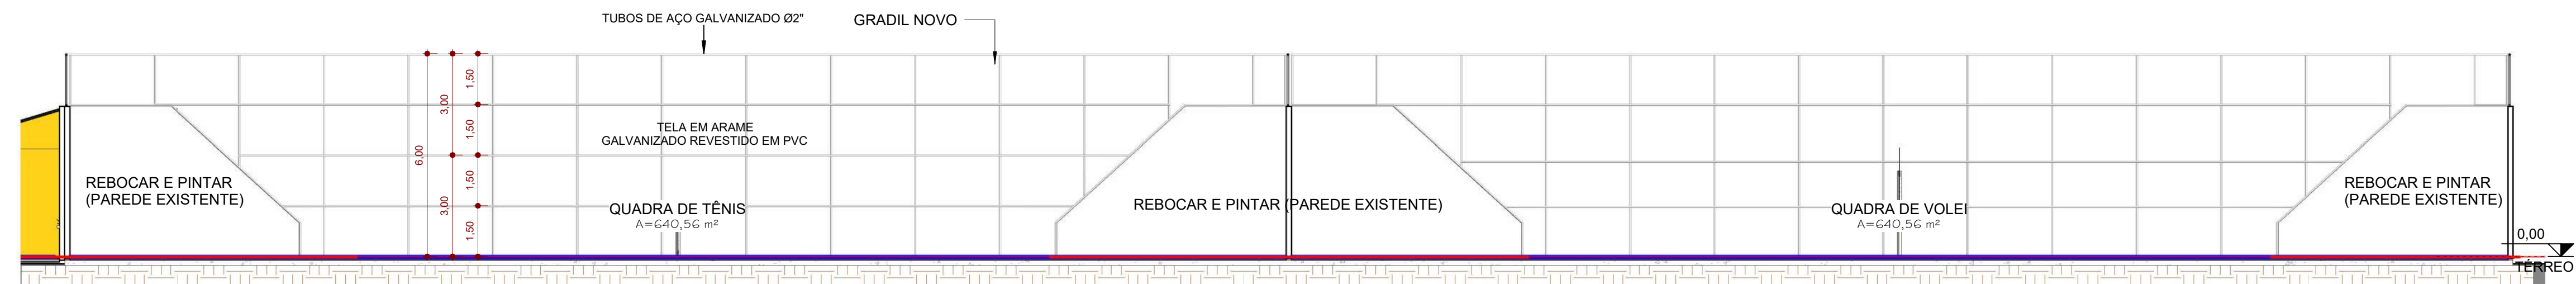 TUBOS DE AÇO GALVANIZADO Ø2"
GRADIL NOVO
1,50
3,00
1,50
6,00
1,50
3,00
1,50
TELA EM ARAME
GALVANIZADO REVESTIDO EM PVC
REBOCAR E PINTAR
(PAREDE EXISTENTE)
QUADRA DE TÊNIS
A=640,56 m²
REBOCAR E PINTAR (PAREDE EXISTENTE)
QUADRA DE VOLEI
A=640,56 m²
REBOCAR E PINTAR
(PAREDE EXISTENTE)
0,00
TÉRREO